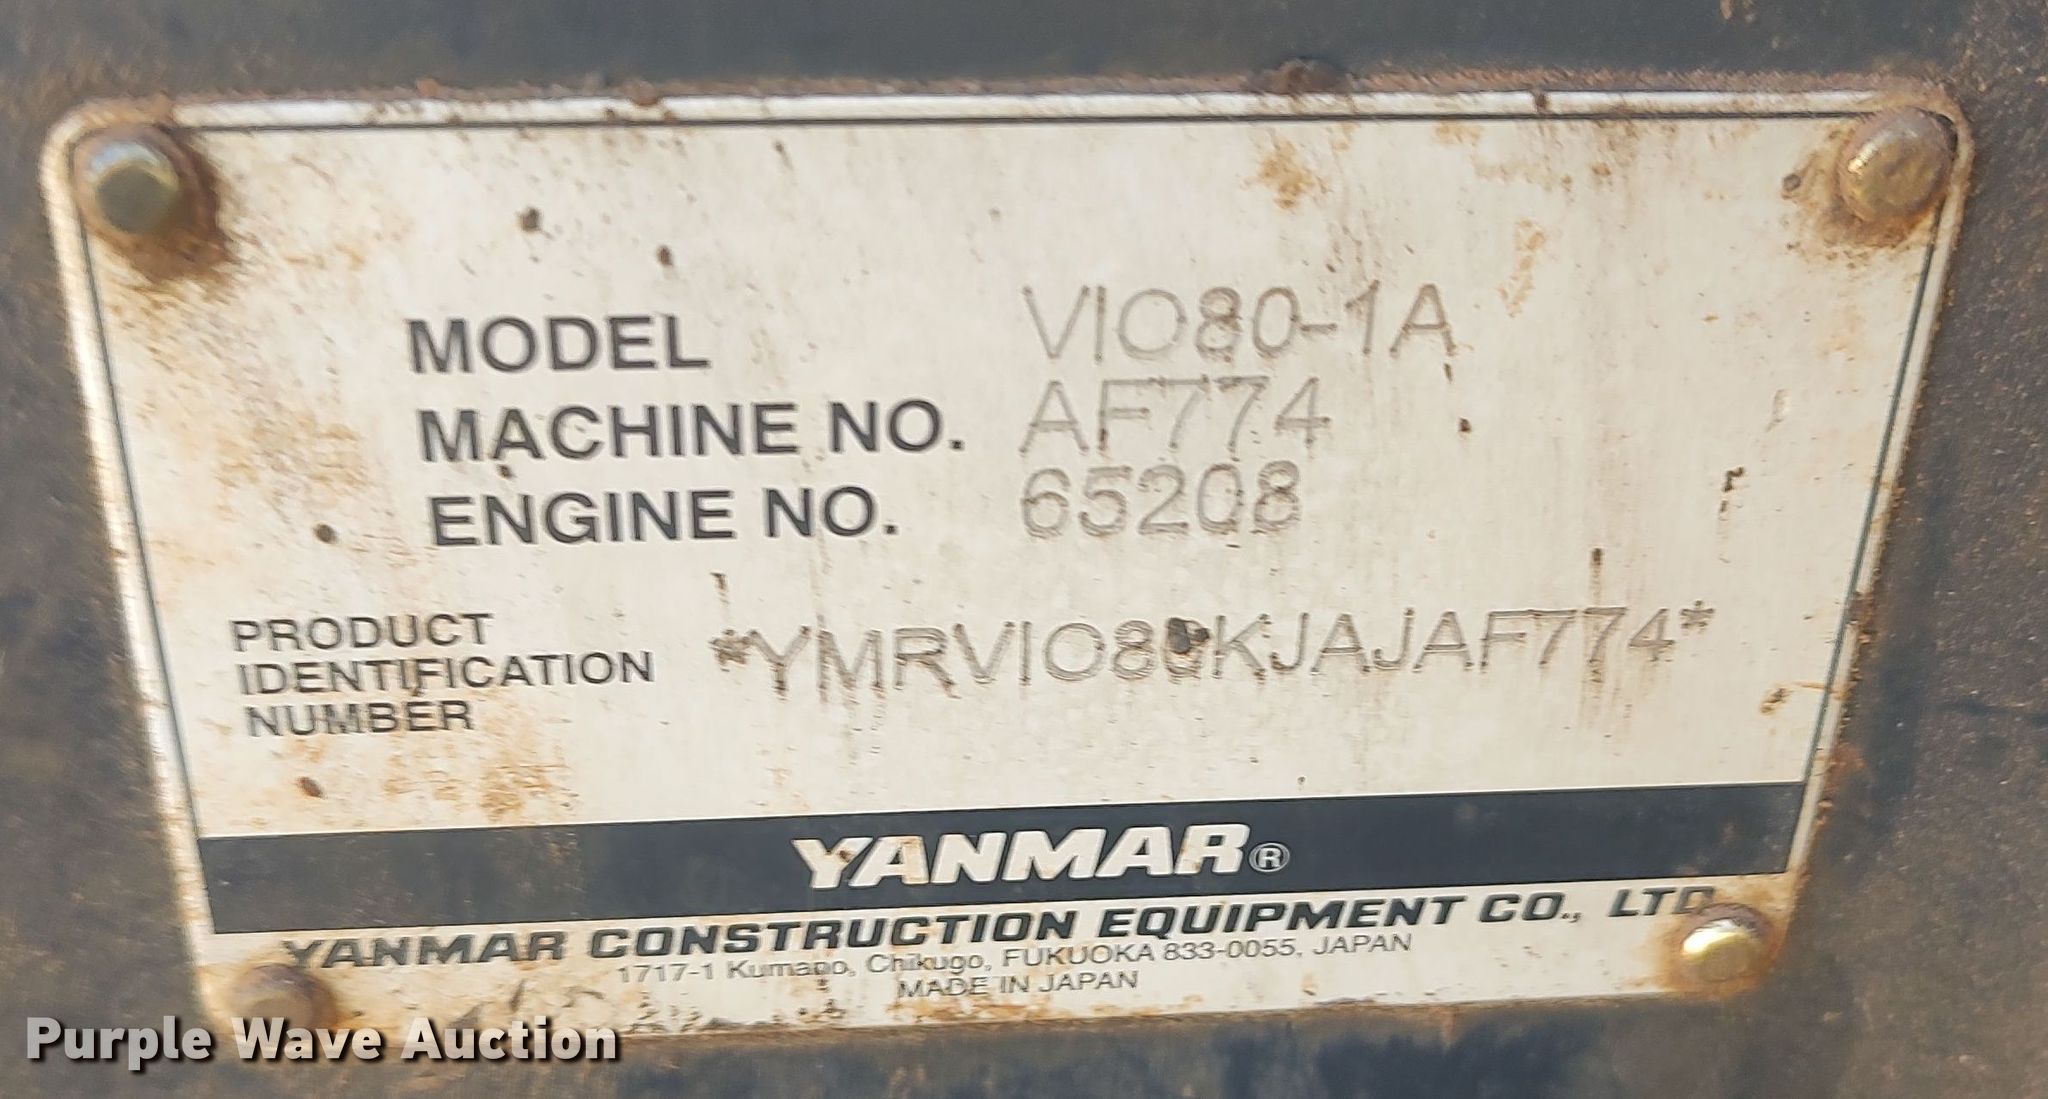 MODEL VIO80-1A
MACHINE NO. AF774
ENGINE NO. 65208
PRODUCT
IDENTIFICATION
NUMBER
*YMRVIO80KJAJAF774*
YANMAR®
YANMAR CONSTRUCTION EQUIPMENT CO., LTD
1717-1 Kumano, Chikugo, FUKUOKA 833-0055, JAPAN
MADE IN JAPAN
Purple Wave Auction